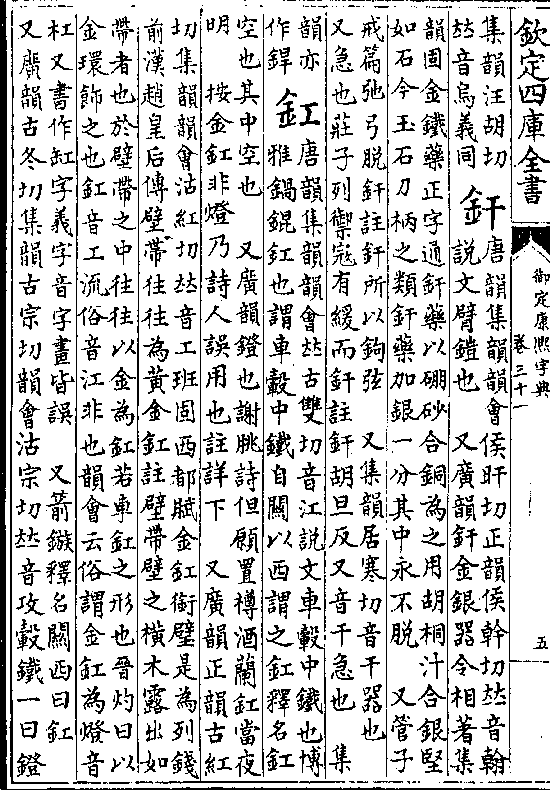 欽定四庫全書
御定康熙字典
卷三十一
五
集韻汪胡切
𠀤音烏義同
釬
唐韻集韻韻會侯旰切正韻侯幹切𠀤音翰
說文臂鎧也 又廣韻釬金銀器令相著集
韻固金鐵藥正字通釬藥以硼砂合銅為之用胡桐汁合銀堅
如石今玉石刀柄之類釬藥加銀一分其中永不脫 又管子
戒篇弛弓脫釬註釬所以鉤弦 又集韻居寒切音干器也
又急也莊子列禦寇有緩而釬註釬胡旦反又音干急也 集
韻亦
作銲
釭
唐韻集韻韻會𠀤古雙切音江說文車轂中鐵也博
雅鍋錕釭也謂車轂中鐵自關以西謂之釭釋名釭
空也其中空也 又廣韻鐙也謝朓詩但願置樽酒蘭釭當夜
明 按金釭非燈乃詩人誤用也註詳下 又廣韻正韻古紅
切集韻韻會沽紅切𠀤音工班固西都賦金釭銜璧是為列錢
前漢趙皇后傳壁帶往往為黃金釭註壁帶壁之橫木露出如
帶者也於壁帶之中往往以金為釭若車釭之形也晉灼曰以
金環飾之也釭音工流俗音江非也韻會云俗謂金釭為燈音
杠又書作缸字義字音字畫皆誤 又箭鏃釋名關西曰釭
又廣韻古冬切集韻古宗切韻會沽宗切𠀤音攻轂鐵一曰鐙